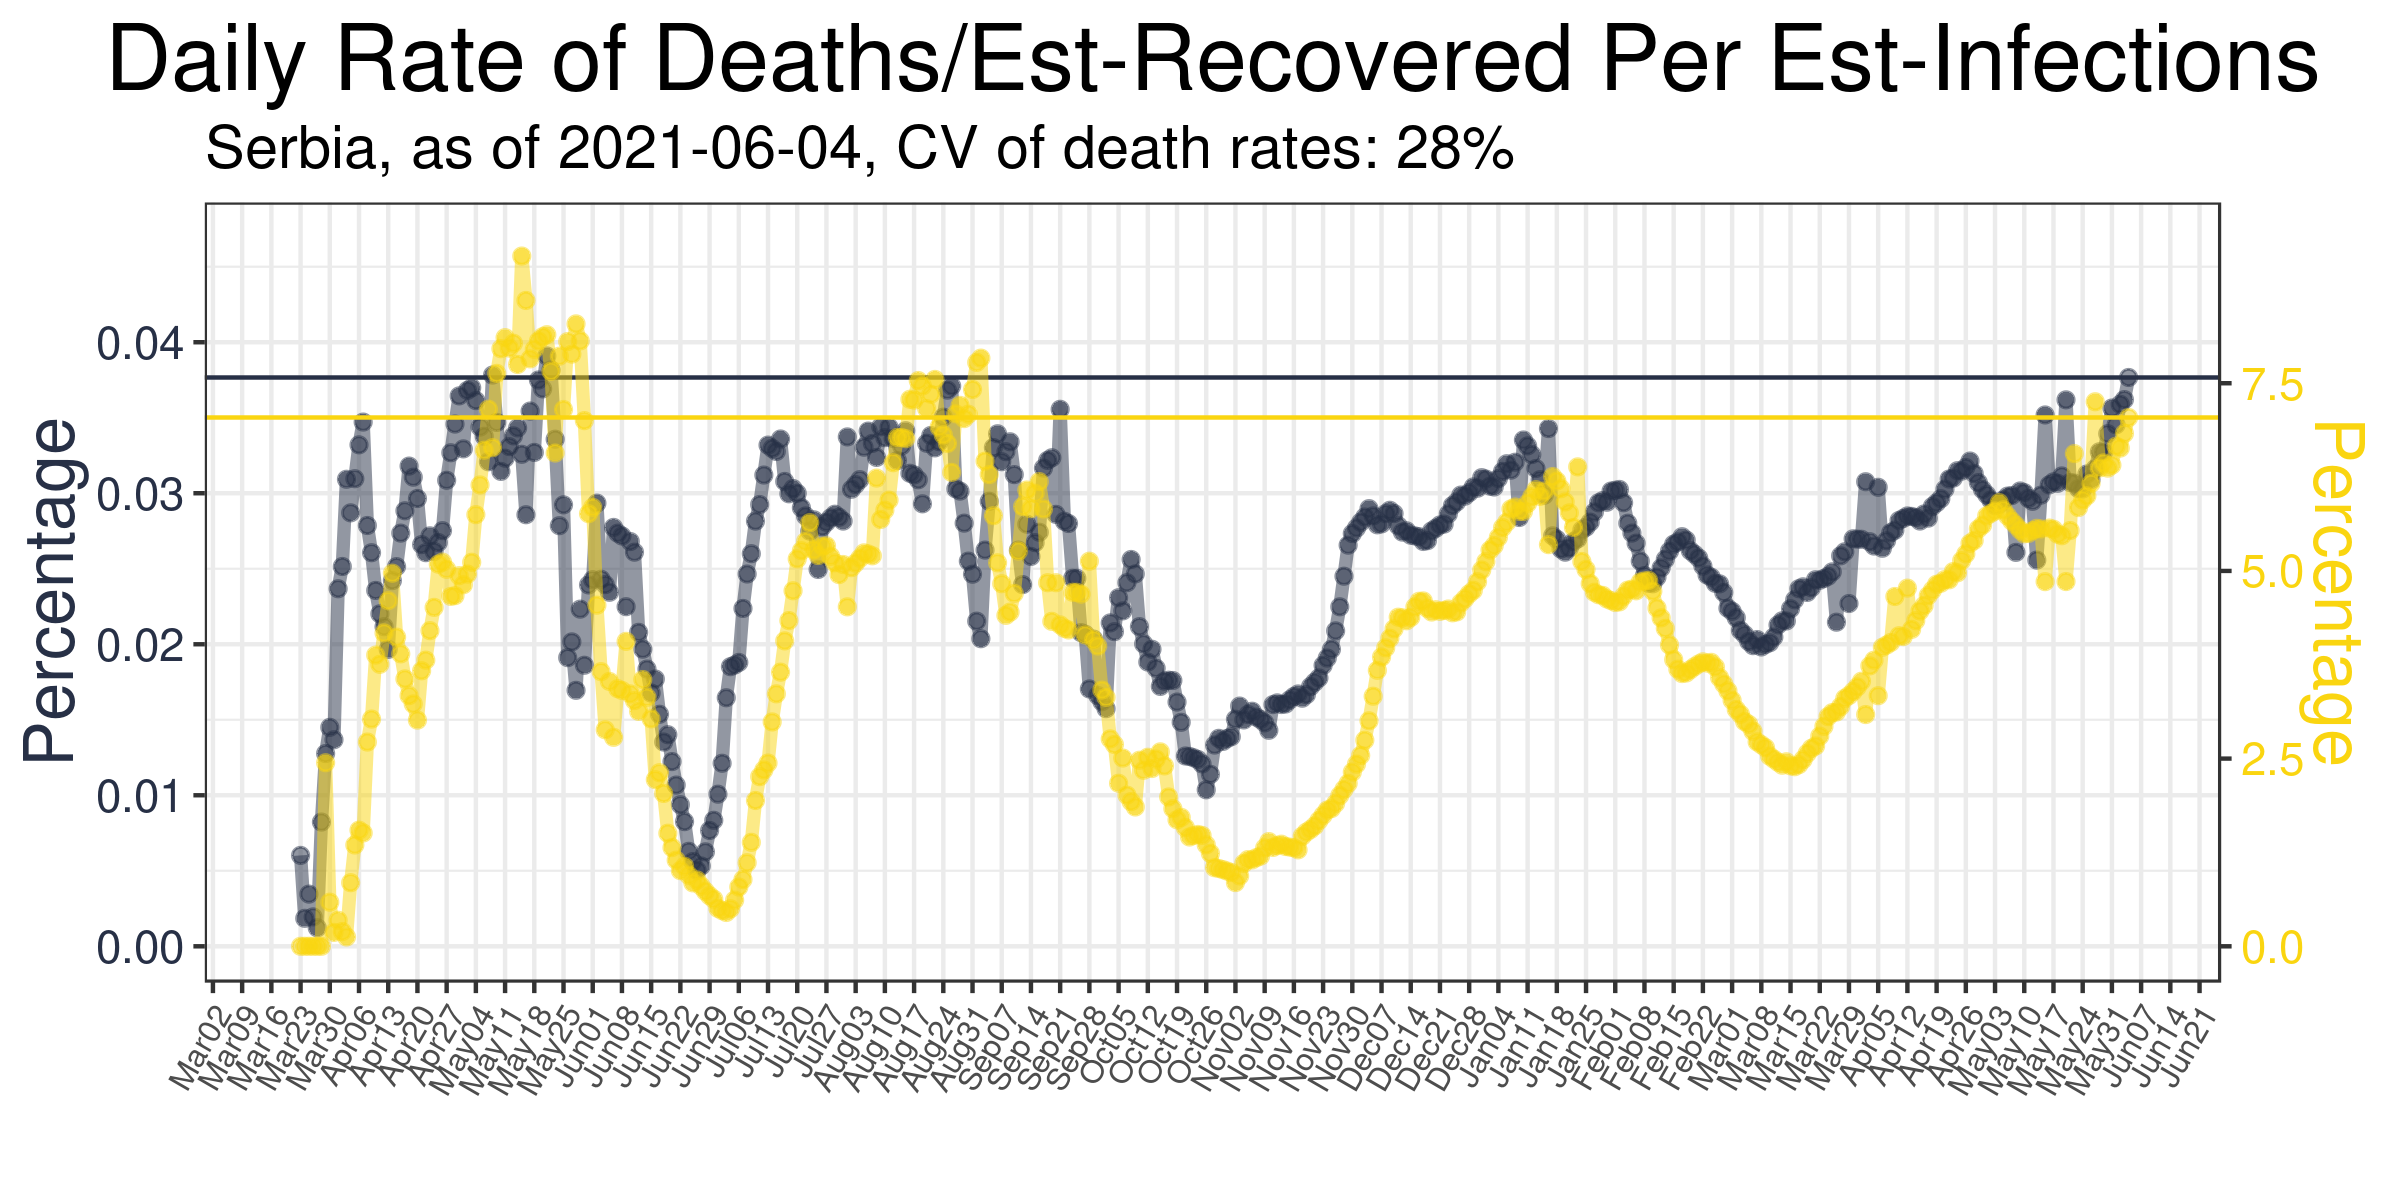 Daily Rate of Deaths/Est-Recovered Per Est-Infections
Serbia, as of 2021-06-04, CV of death rates: 28%
Percentage
0.04
0.03
0.02
0.01
0.00
7.5
5.0
2.5
0.0
Percentage
Mar02
Mar09
Mar16
Mar23
Mar30
Apr06
Apr13
Apr20
Apr27
May04
May11
May18
May25
Jun01
Jun08
Jun15
Jun22
Jun29
Jul06
Jul13
Jul20
Jul27
Aug03
Aug10
Aug17
Aug24
Aug31
Sep07
Sep14
Sep21
Sep28
Oct05
Oct12
Oct19
Oct26
Nov02
Nov09
Nov16
Nov23
Nov30
Dec07
Dec14
Dec21
Dec28
Jan04
Jan11
Jan18
Jan25
Feb01
Feb08
Feb15
Feb22
Mar01
Mar08
Mar15
Mar22
Mar29
Apr05
Apr12
Apr19
Apr26
May03
May10
May17
May24
May31
Jun07
Jun14
Jun21